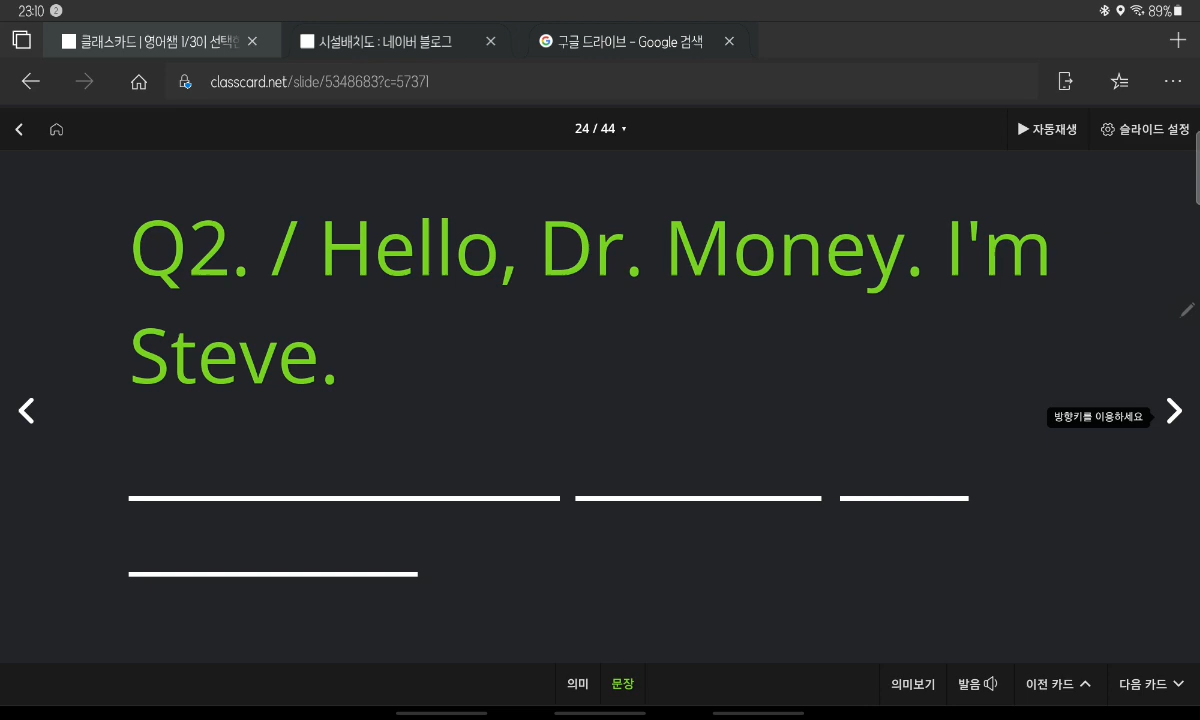 23:10 2 89%
클래스카드 | 영어쌤 1/3이 선택한
시설배치도 : 네이버 블로그
구글 드라이브 - Google 검색
classcard.net/slide/5348683?c=57371
24 / 44
자동재생
슬라이드 설정
Q2. / Hello, Dr. Money. I'm
Steve.
방향키를 이용하세요
의미
문장
의미보기
발음
이전 카드
다음 카드